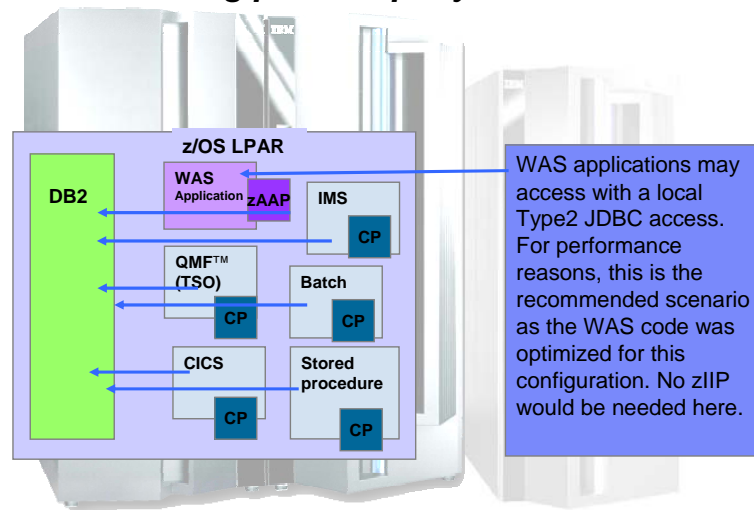 IBM
z/OS LPAR
DB2
WAS
Application
zAAP
IMS
CP
QMF™
(TSO)
CP
Batch
CP
CICS
CP
Stored
procedure
CP
WAS applications may
access with a local
Type2 JDBC access.
For performance
reasons, this is the
recommended scenario
as the WAS code was
optimized for this
configuration. No zIIP
would be needed here.